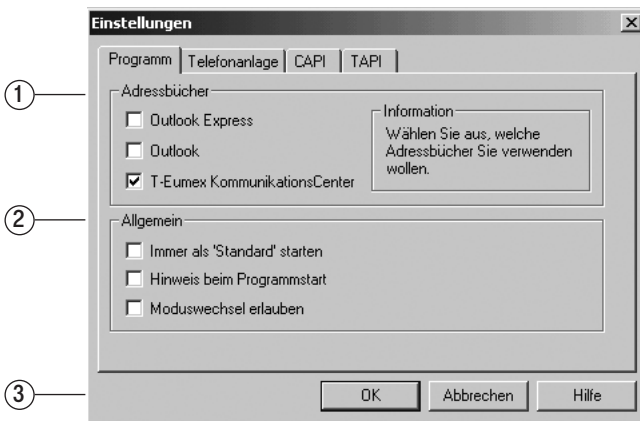 Einstellungen
Programm Telefonanlage CAPI TAPI
1
Adressbücher
Outlook Express
Outlook
T-Eumex KommunikationsCenter
Information
Wählen Sie aus, welche
Adressbücher Sie verwenden
wollen.
2
Allgemein
Immer als 'Standard' starten
Hinweis beim Programmstart
Moduswechsel erlauben
3
OK Abbrechen Hilfe